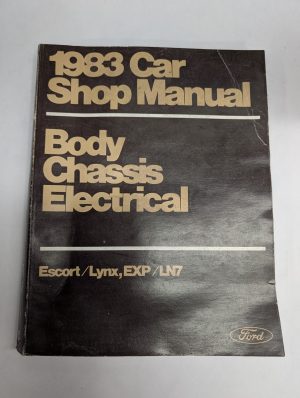 1983 Car
Shop Manual
Body
Chassis
Electrical
Escort/Lynx, EXP/LN7
Ford